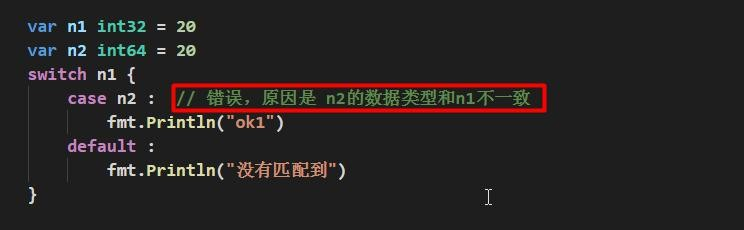 var n1 int32 = 20
var n2 int64 = 20
switch n1 {
    case n2 :  // 错误，原因是 n2的数据类型和n1不一致
        fmt.Println("ok1")
    default :
        fmt.Println("没有匹配到")
}